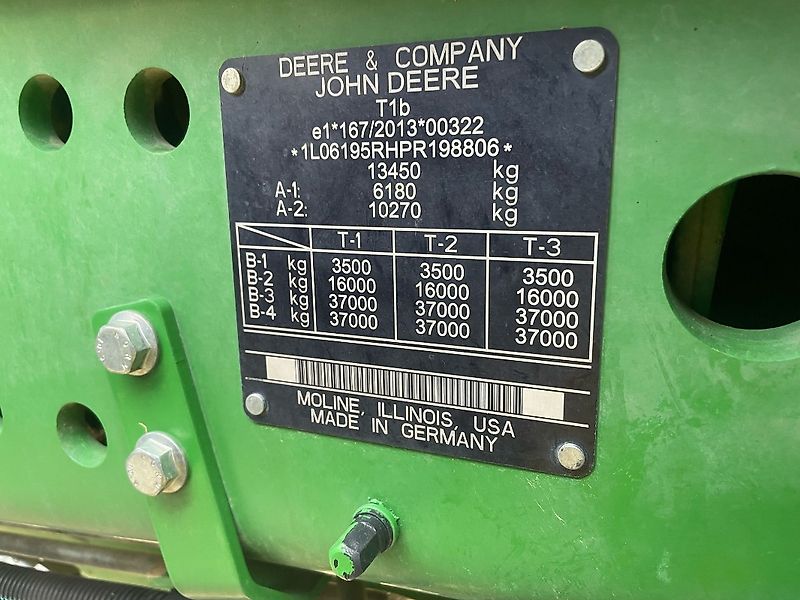 DEERE & COMPANY
JOHN DEERE
T1b
e1*167/2013*00322
*1L06195RHPR198806*
13450 kg
A-1: 6180 kg
A-2: 10270 kg
T-1 T-2 T-3
B-1 kg 3500 3500 3500
B-2 kg 16000 16000 16000
B-3 kg 37000 37000 37000
B-4 kg 37000 37000 37000
MOLINE, ILLINOIS, USA
MADE IN GERMANY